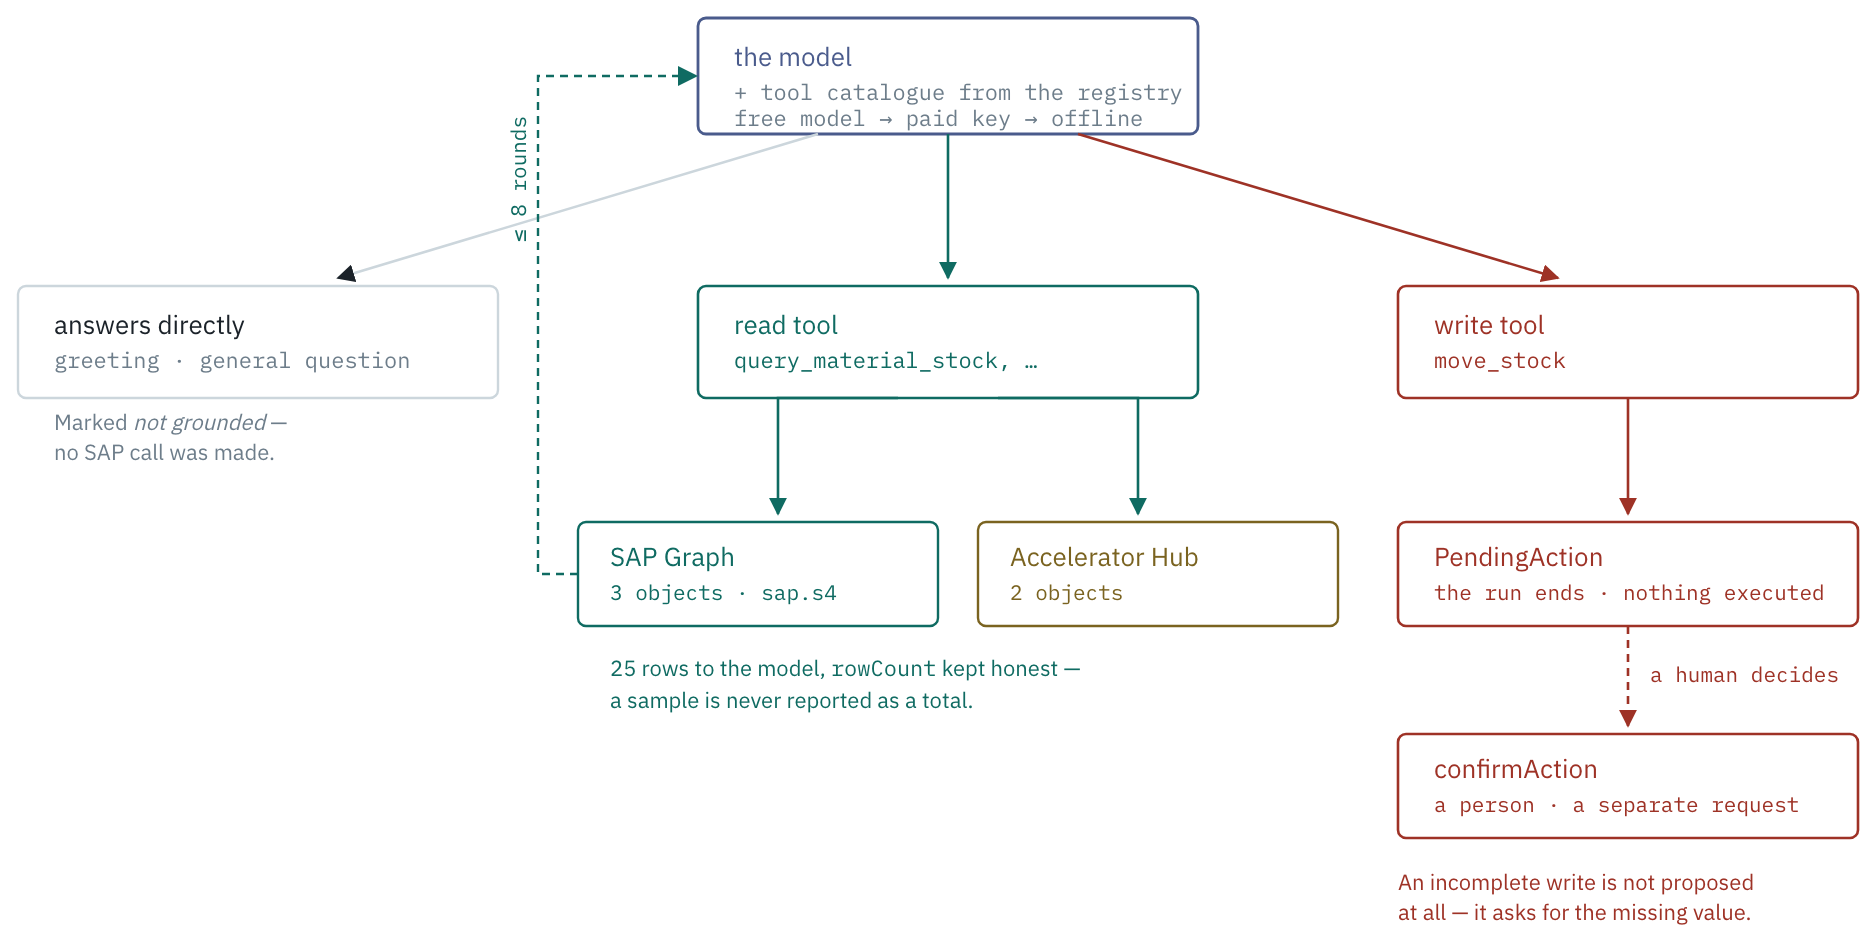 the model
+ tool catalogue from the registry
free model → paid key → offline
≤ 8 rounds
answers directly
greeting · general question
Marked not grounded —
no SAP call was made.
read tool
query_material_stock, …
write tool
move_stock
SAP Graph
3 objects · sap.s4
Accelerator Hub
2 objects
25 rows to the model, rowCount kept honest —
a sample is never reported as a total.
PendingAction
the run ends · nothing executed
a human decides
confirmAction
a person · a separate request
An incomplete write is not proposed
at all — it asks for the missing value.